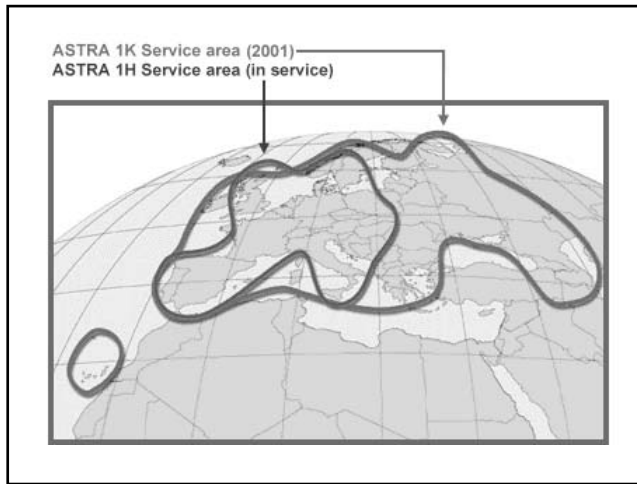 ASTRA 1K Service area (2001)
ASTRA 1H Service area (in service)